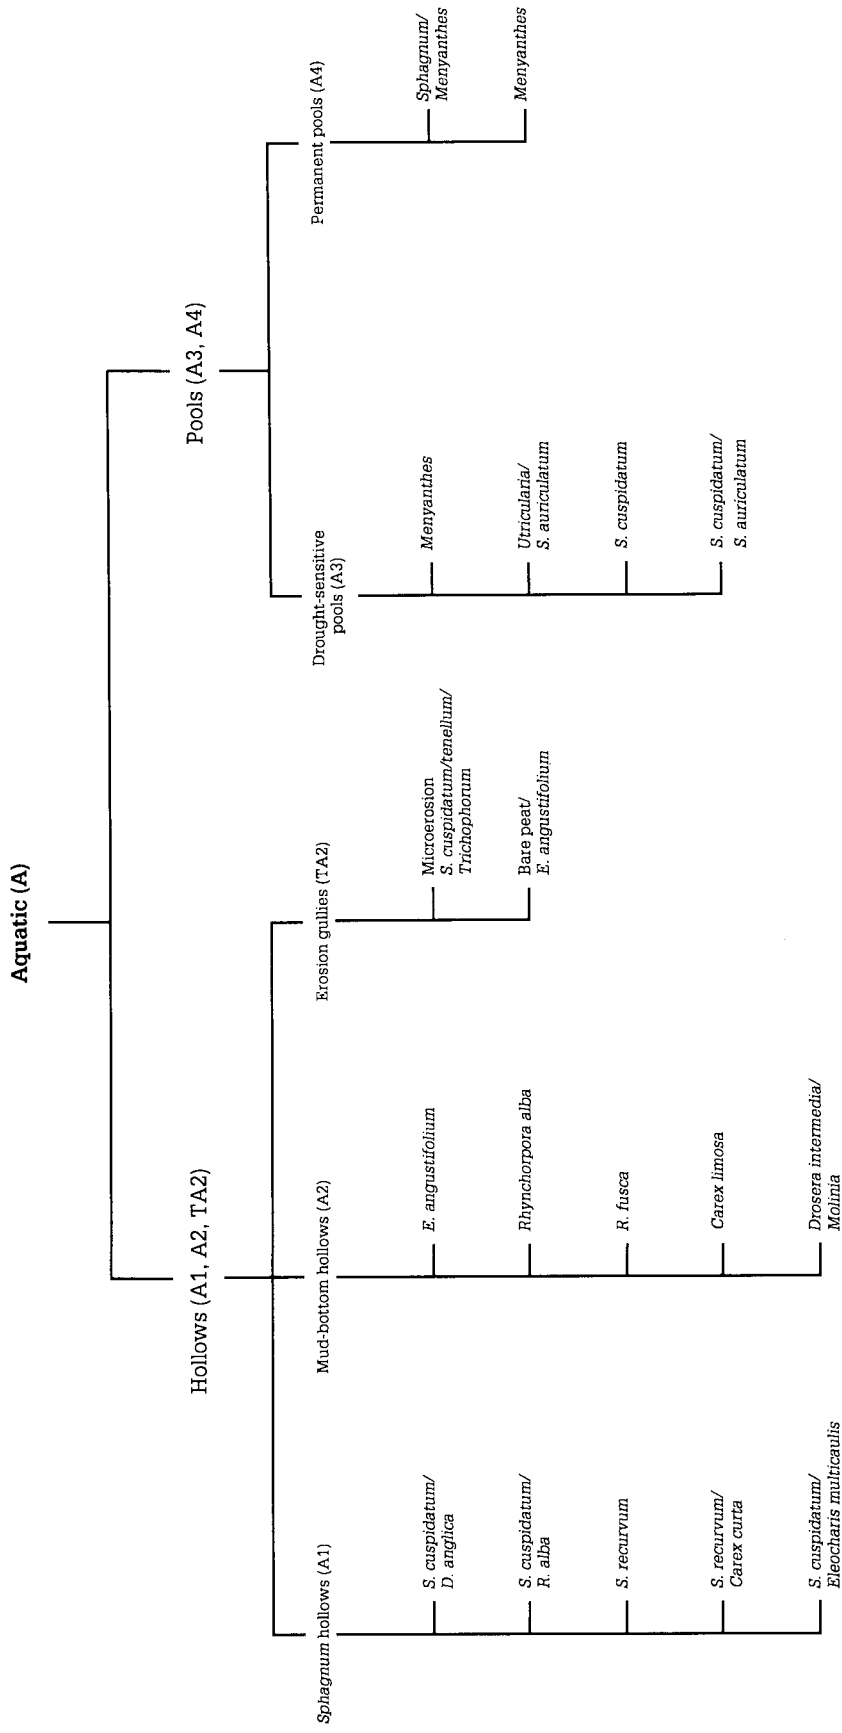 Aquatic (A)
Hollows (A1, A2, TA2)
Pools (A3, A4)
Sphagnum hollows (A1)
S. cuspidatum/
D. anglica
S. cuspidatum/
R. alba
S. recurvum
S. recurvum/
Carex curta
S. cuspidatum/
Eleocharis multicaulis
Mud-bottom hollows (A2)
E. angustifolium
Rhynchorpora alba
R. fusca
Carex limosa
Drosera intermedia/
Molinia
Erosion gullies (TA2)
Microerosion
S. cuspidatum/tenellum/
Trichophorum
Bare peat/
E. angustifolium
Drought-sensitive
pools (A3)
Menyanthes
Utricularia/
S. auriculatum
S. cuspidatum
S. cuspidatum/
S. auriculatum
Permanent pools (A4)
Sphagnum/
Menyanthes
Menyanthes